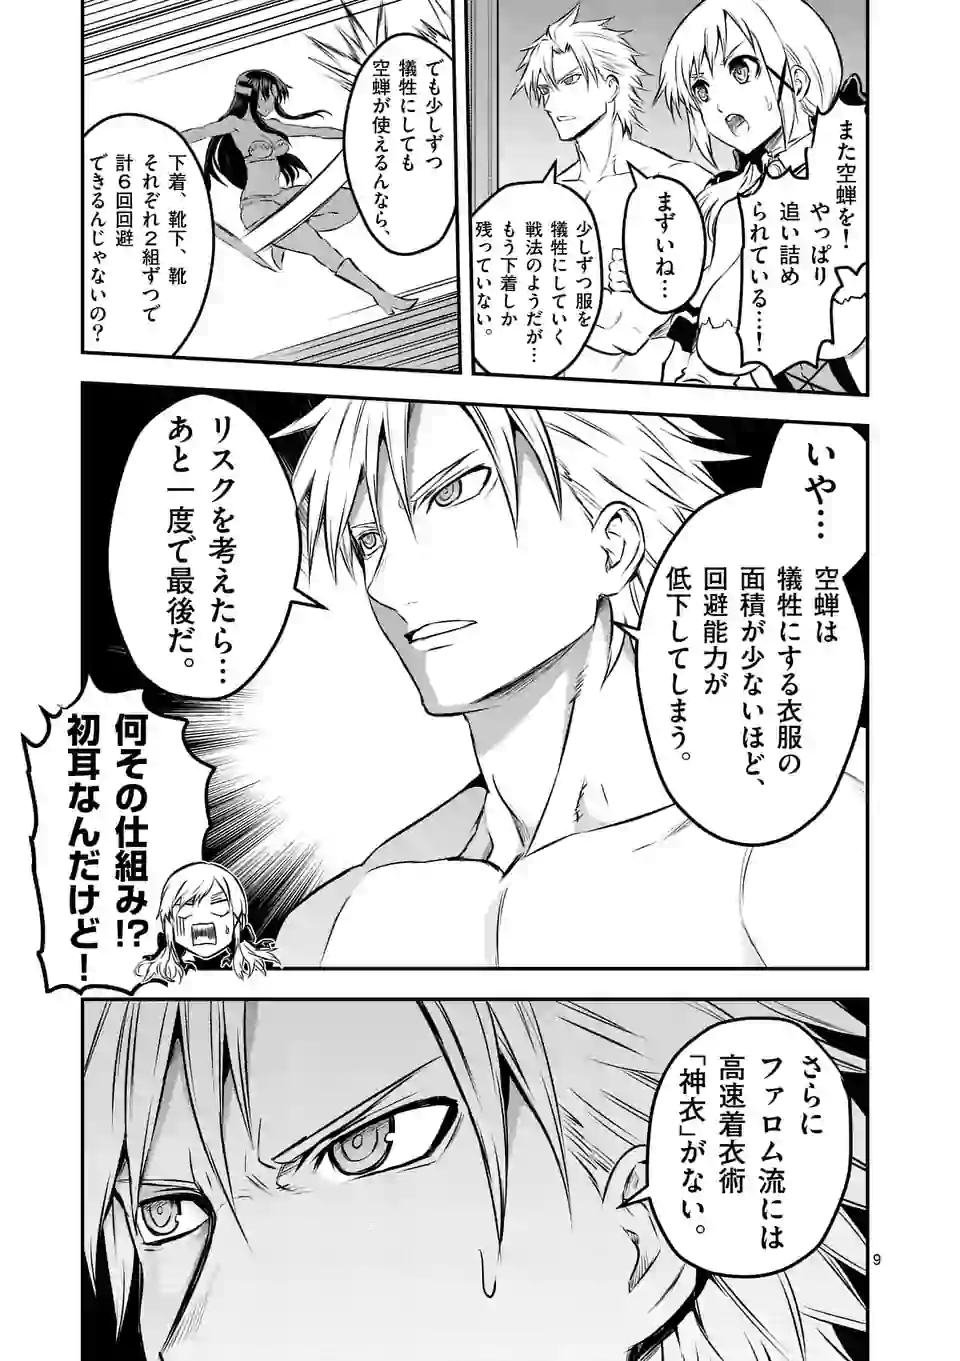 また空蝉を!
やっぱり
追い詰め
られている…!
まずいね…
少しずつ服を
犠牲にしていく
戦法のようだが…
もう下着しか
残っていない。
でも少しずつ
犠牲にしても
空蝉が使えるんなら、
下着、靴下、靴
それぞれ2組ずつで
計6回回避
できるんじゃないの?
いや…
空蝉は
犠牲にする衣服の
面積が少ないほど、
回避能力が
低下してしまう。
リスクを考えたら…
あと一度で最後だ。
何その仕組み!?
初耳なんだけど!
さらに
ファロム流には
高速着衣術
「神衣」がない。
9